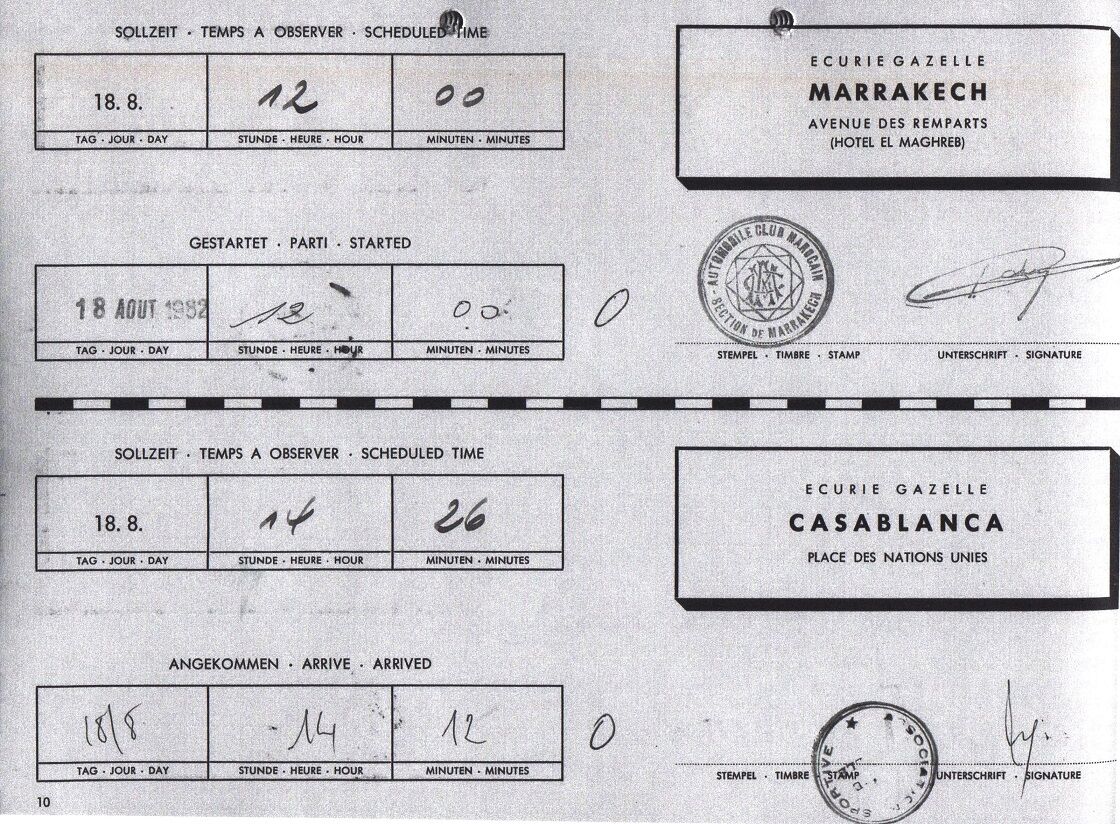 SOLLZEIT · TEMPS A OBSERVER · SCHEDULED TIME
18. 8. 12 00
TAG · JOUR · DAY STUNDE · HEURE · HOUR MINUTEN · MINUTES
ECURIE GAZELLE
MARRAKECH
AVENUE DES REMPARTS
(HOTEL EL MAGHREB)
GESTARTET · PARTI · STARTED
18 AOUT 1982 12 00 0
TAG · JOUR · DAY STUNDE · HEURE · HOUR MINUTEN · MINUTES
AUTOMOBILE CLUB MAROCAIN
SECTION DE MARRAKECH
STEMPEL · TIMBRE · STAMP UNTERSCHRIFT · SIGNATURE
SOLLZEIT · TEMPS A OBSERVER · SCHEDULED TIME
18. 8. 14 26
TAG · JOUR · DAY STUNDE · HEURE · HOUR MINUTEN · MINUTES
ECURIE GAZELLE
CASABLANCA
PLACE DES NATIONS UNIES
ANGEKOMMEN · ARRIVE · ARRIVED
18/8 14 12 0
TAG · JOUR · DAY STUNDE · HEURE · HOUR MINUTEN · MINUTES
ASSOCIATION SPORTIVE
STEMPEL · TIMBRE · STAMP UNTERSCHRIFT · SIGNATURE
10